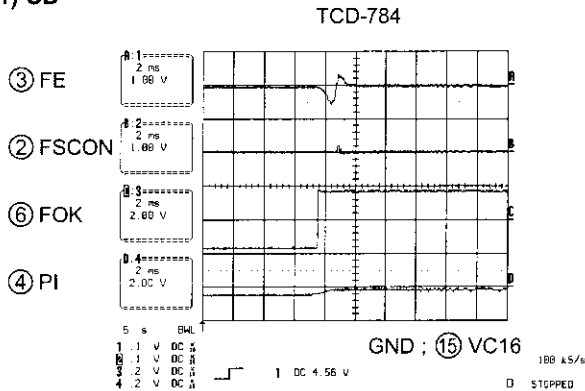 TCD-784
③ FE
A:1
2 ms
1.00 V
A
② FSCON
B:2
2 ms
1.00 V
B
⑥ FOK
3
2 ms
2.00 V
C
④ PI
D.4
2 ms
2.00 V
D
5 s BWL
1 .1 V DC
.1 V DC
3 .2 V DC
4 .2 V DC
1 DC 4.56 V
GND ; ⑮ VC16
100 kS/s
STOPPED